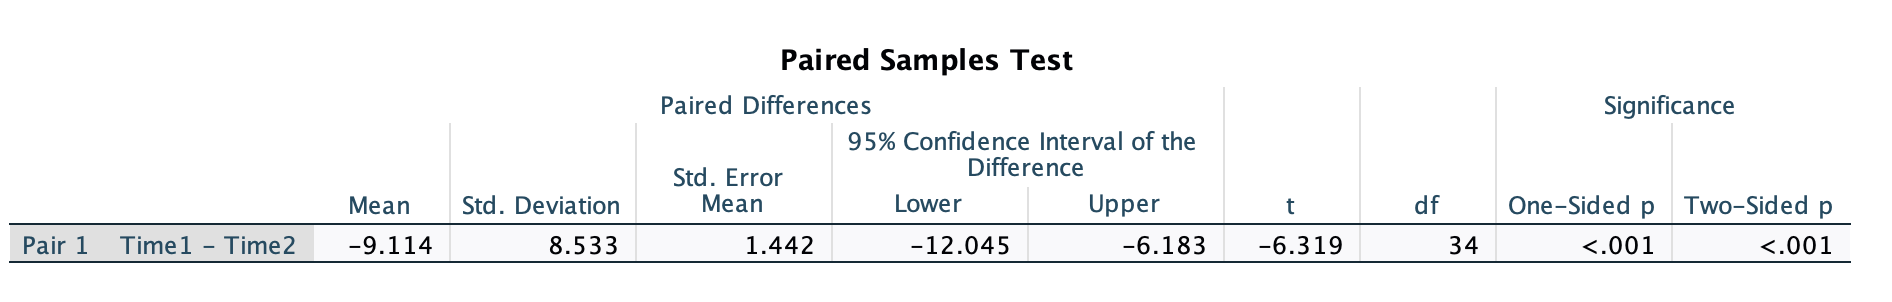 Paired Samples Test
Paired Differences Significance
95% Confidence Interval of the
Difference
Std. Error
Mean Std. Deviation Mean Lower Upper t df One-Sided p Two-Sided p
Pair 1 Time1 – Time2 -9.114 8.533 1.442 -12.045 -6.183 -6.319 34 <.001 <.001